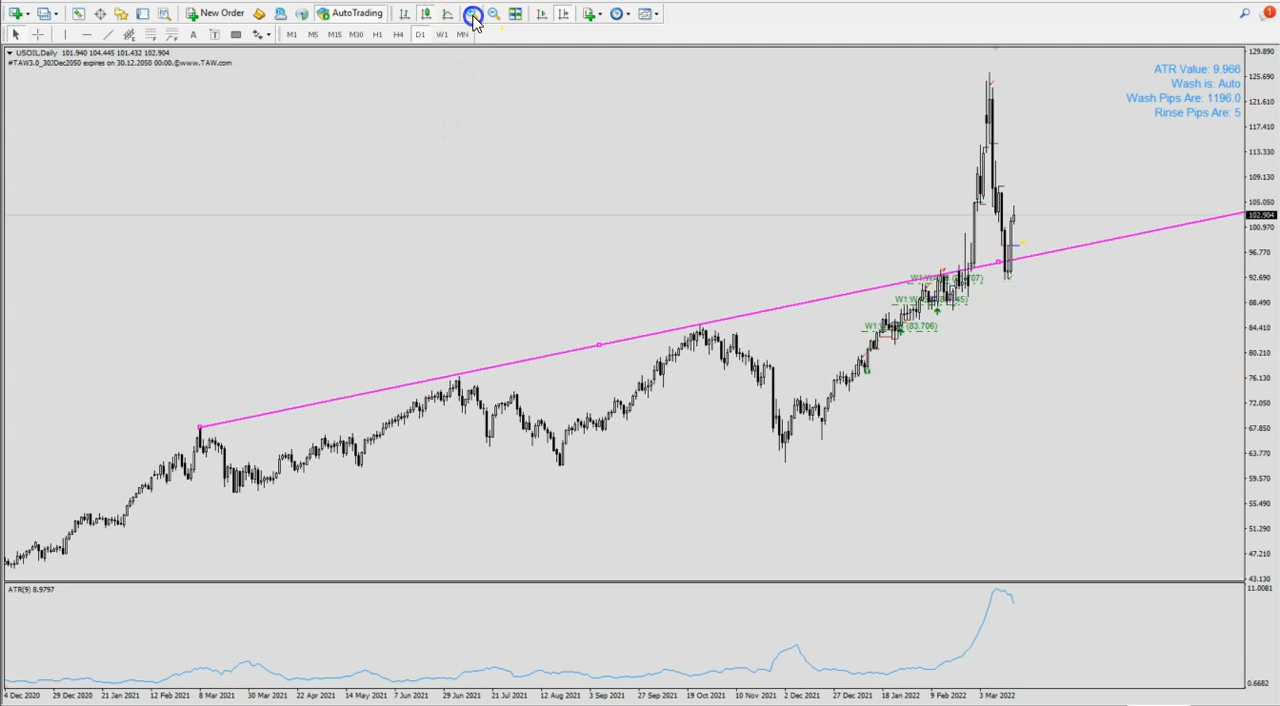 New Order AutoTrading 1
A T M1 M5 M15 M30 H1 H4 D1 W1 MN
USOIL,Daily 101.940 104.445 101.432 102.904
#TAW3.0_30JDec2050 expires on 30.12.2050 00:00.©www.TAW.com
ATR Value: 9.966
Wash is: Auto
Wash Pips Are: 1196.0
Rinse Pips Are: 5
129.890
125.690
121.610
117.410
113.330
109.130
105.050
102.904
100.970
96.770
92.690
88.490
84.410
80.210
76.130
72.050
67.850
63.770
59.570
55.490
51.290
47.210
43.130
(83.706)
ATR(9) 8.9797
11.0081
0.6682
4 Dec 2020 29 Dec 2020 21 Jan 2021 12 Feb 2021 8 Mar 2021 30 Mar 2021 22 Apr 2021 14 May 2021 7 Jun 2021 29 Jun 2021 21 Jul 2021 12 Aug 2021 3 Sep 2021 27 Sep 2021 19 Oct 2021 10 Nov 2021 2 Dec 2021 27 Dec 2021 18 Jan 2022 9 Feb 2022 3 Mar 2022